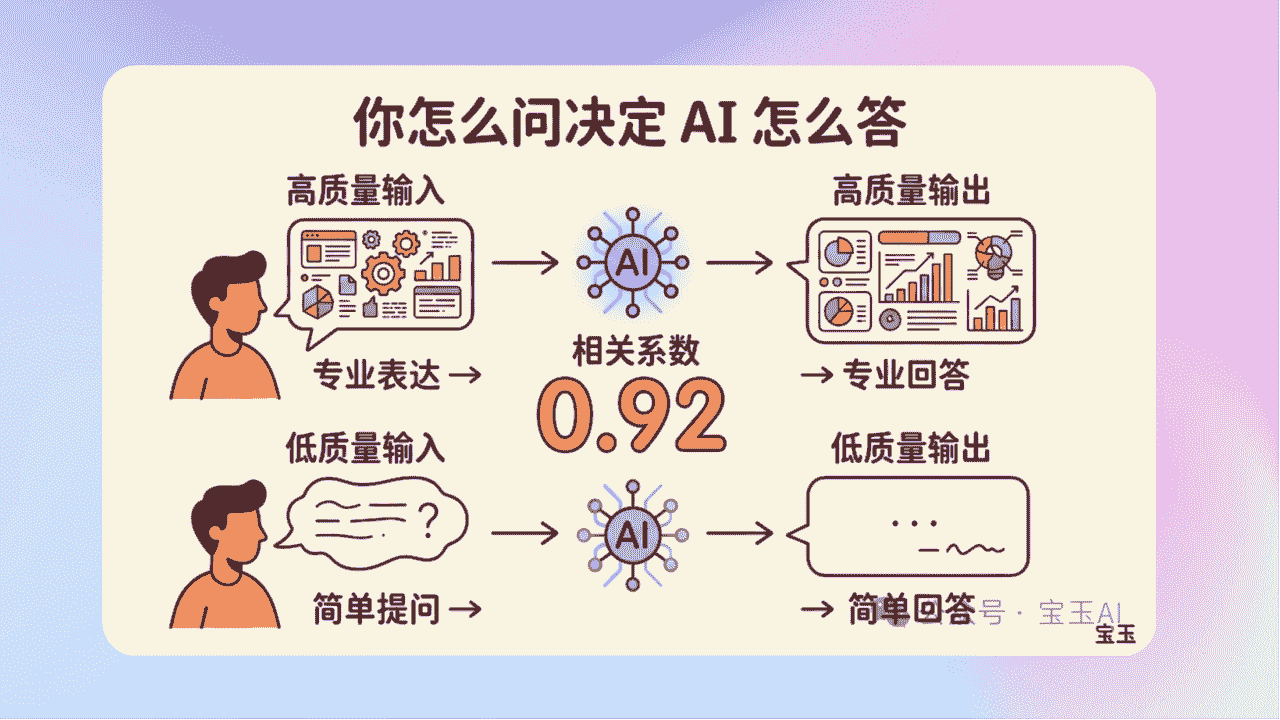 你怎么问决定 AI 怎么答
高质量输入
高质量输出
AI
相关系数
0.92
专业表达 →
→ 专业回答
低质量输入
低质量输出
?
AI
...
简单提问 →
→ 简单回答
号 · 宝玉AI
宝玉